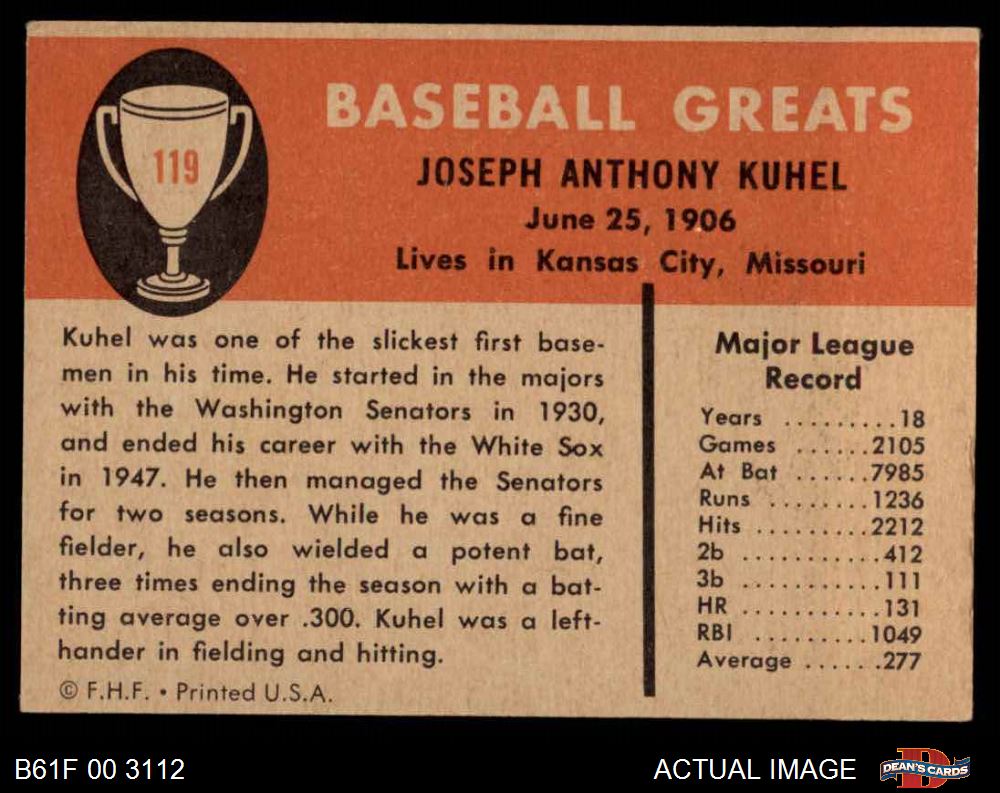 119
BASEBALL GREATS
JOSEPH ANTHONY KUHEL
June 25, 1906
Lives in Kansas City, Missouri
Kuhel was one of the slickest first base-
men in his time. He started in the majors
with the Washington Senators in 1930,
and ended his career with the White Sox
in 1947. He then managed the Senators
for two seasons. While he was a fine
fielder, he also wielded a potent bat,
three times ending the season with a bat-
ting average over .300. Kuhel was a left-
hander in fielding and hitting.
© F.H.F. • Printed U.S.A.
Major League
Record
Years .........18
Games ......2105
At Bat ......7985
Runs ........1236
Hits .........2212
2b ...........412
3b ...........111
HR ...........131
RBI .........1049
Average ......277
B61F 00 3112
ACTUAL IMAGE
D
DEAN'S CARDS